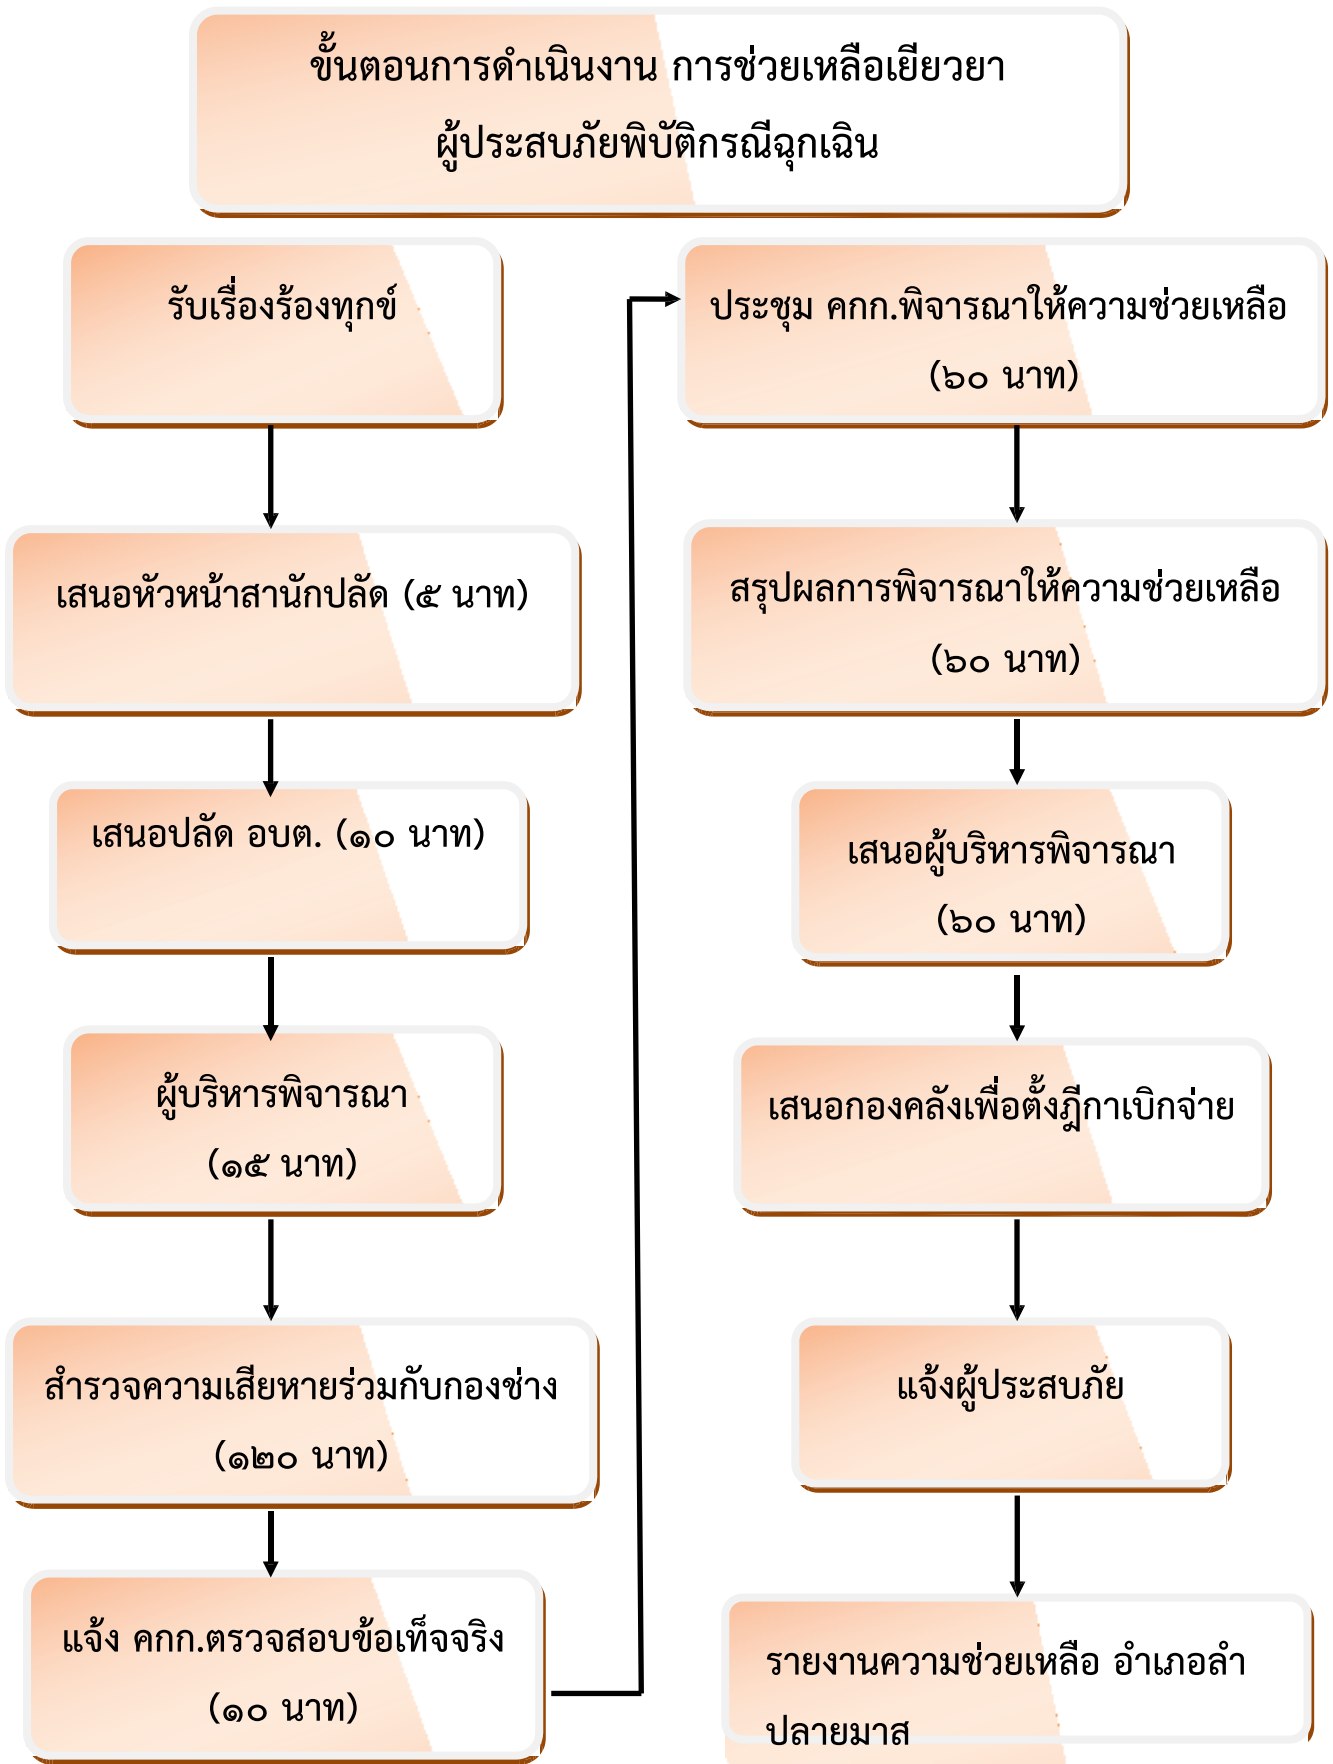 ขั้นตอนการดำเนินงาน การช่วยเหลือเยียวยา
ผู้ประสบภัยพิบัติกรณีฉุกเฉิน
รับเรื่องร้องทุกข์
เสนอหัวหน้าสานักปลัด (๕ นาท)
เสนอปลัด อบต. (๑๐ นาท)
ผู้บริหารพิจารณา
(๑๕ นาท)
สำรวจความเสียหายร่วมกับกองช่าง
(๑๒๐ นาท)
แจ้ง คกก.ตรวจสอบข้อเท็จจริง
(๑๐ นาท)
ประชุม คกก.พิจารณาให้ความช่วยเหลือ
(๖๐ นาท)
สรุปผลการพิจารณาให้ความช่วยเหลือ
(๖๐ นาท)
เสนอผู้บริหารพิจารณา
(๖๐ นาท)
เสนอกองคลังเพื่อตั้งฎีกาเบิกจ่าย
แจ้งผู้ประสบภัย
รายงานความช่วยเหลือ อำเภอลำ
ปลายมาส